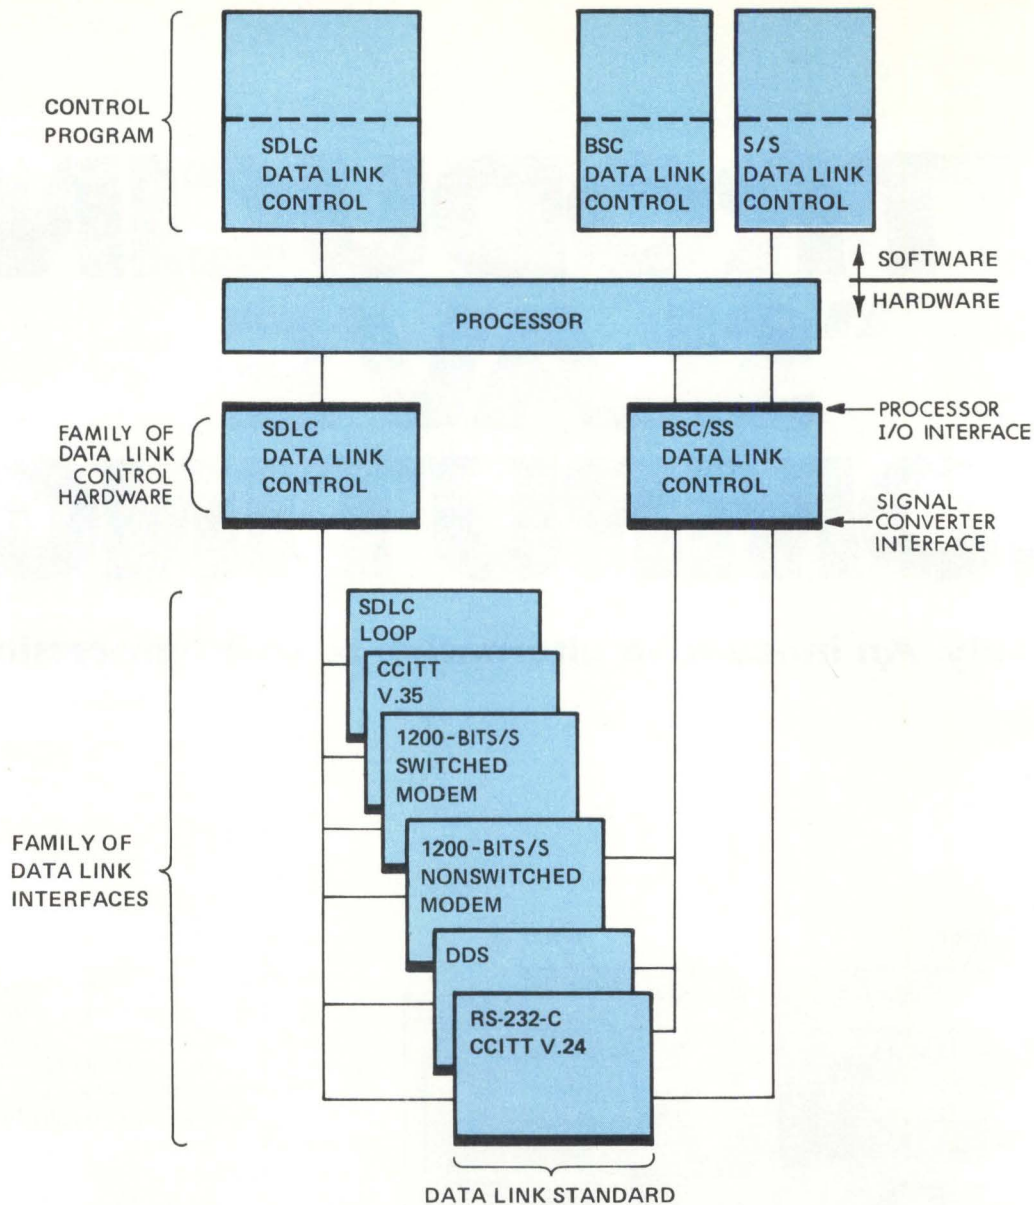 CONTROL
PROGRAM
SDLC
DATA LINK
CONTROL
BSC
DATA LINK
CONTROL
S/S
DATA LINK
CONTROL
SOFTWARE
HARDWARE
PROCESSOR
FAMILY OF
DATA LINK
CONTROL
HARDWARE
SDLC
DATA LINK
CONTROL
BSC/SS
DATA LINK
CONTROL
PROCESSOR
I/O INTERFACE
SIGNAL
CONVERTER
INTERFACE
FAMILY OF
DATA LINK
INTERFACES
SDLC
LOOP
CCITT
V.35
1200-BITS/S
SWITCHED
MODEM
1200-BITS/S
NONSWITCHED
MODEM
DDS
RS-232-C
CCITT V.24
DATA LINK STANDARD